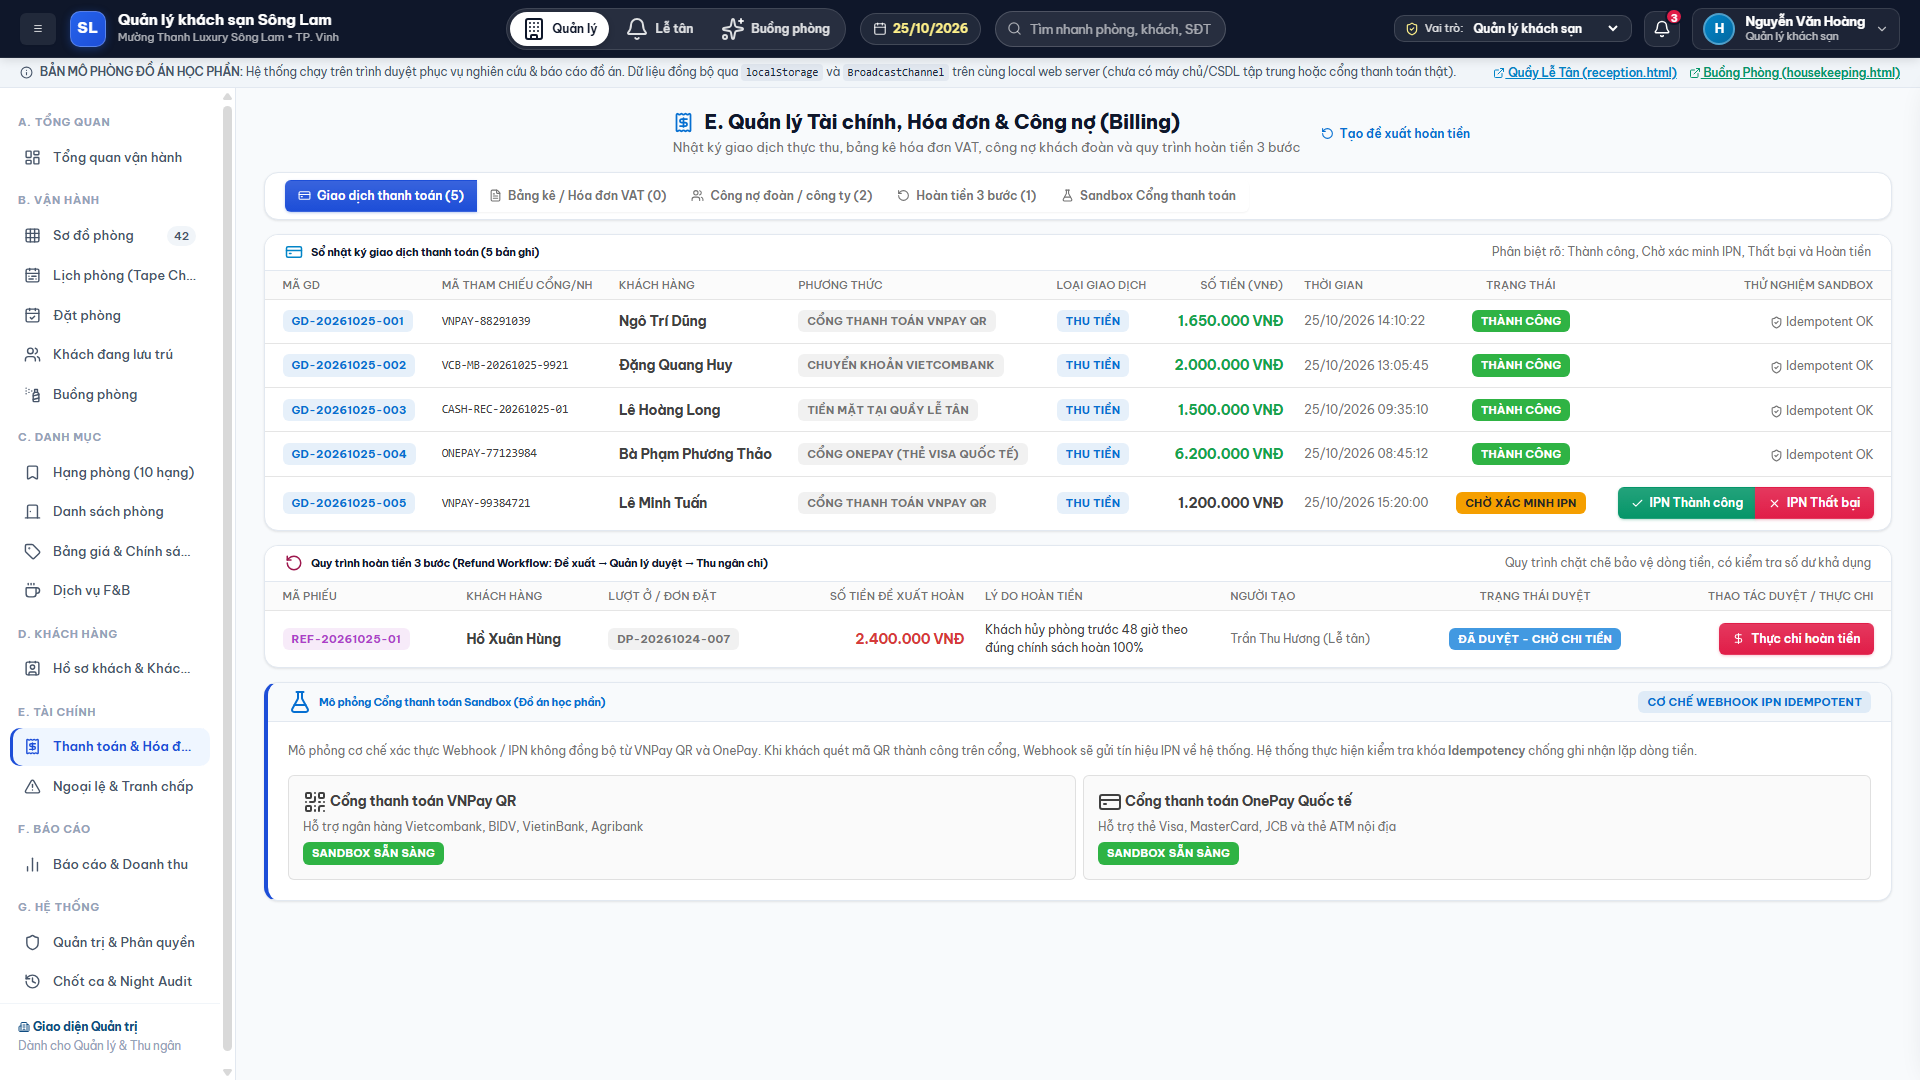 SL
Quản lý khách sạn Sông Lam
Mường Thanh Luxury Sông Lam • TP. Vinh
Quản lý
Lễ tân
Buồng phòng
25/10/2026
Tìm nhanh phòng, khách, SĐT
Vai trò: Quản lý khách sạn
3
H
Nguyễn Văn Hoàng
Quản lý khách sạn
BẢN MÔ PHỎNG ĐỒ ÁN HỌC PHẦN: Hệ thống chạy trên trình duyệt phục vụ nghiên cứu & báo cáo đồ án. Dữ liệu đồng bộ qua localStorage và BroadcastChannel trên cùng local web server (chưa có máy chủ/CSDL tập trung hoặc cổng thanh toán thật).
Quầy Lễ Tân (reception.html)
Buồng Phòng (housekeeping.html)
A. TỔNG QUAN
Tổng quan vận hành
B. VẬN HÀNH
Sơ đồ phòng 42
Lịch phòng (Tape Ch...
Đặt phòng
Khách đang lưu trú
Buồng phòng
C. DANH MỤC
Hạng phòng (10 hạng)
Danh sách phòng
Bảng giá & Chính sá...
Dịch vụ F&B
D. KHÁCH HÀNG
Hồ sơ khách & Khác...
E. TÀI CHÍNH
Thanh toán & Hóa đ...
Ngoại lệ & Tranh chấp
F. BÁO CÁO
Báo cáo & Doanh thu
G. HỆ THỐNG
Quản trị & Phân quyền
Chốt ca & Night Audit
Giao diện Quản trị
Dành cho Quản lý & Thu ngân
E. Quản lý Tài chính, Hóa đơn & Công nợ (Billing)
Nhật ký giao dịch thực thu, bảng kê hóa đơn VAT, công nợ khách đoàn và quy trình hoàn tiền 3 bước
Tạo đề xuất hoàn tiền
Giao dịch thanh toán (5)
Bảng kê / Hóa đơn VAT (0)
Công nợ đoàn / công ty (2)
Hoàn tiền 3 bước (1)
Sandbox Cổng thanh toán
Sổ nhật ký giao dịch thanh toán (5 bản ghi)
Phân biệt rõ: Thành công, Chờ xác minh IPN, Thất bại và Hoàn tiền
MÃ GD MÃ THAM CHIẾU CỔNG/NH KHÁCH HÀNG PHƯƠNG THỨC LOẠI GIAO DỊCH SỐ TIỀN (VNĐ) THỜI GIAN TRẠNG THÁI THỬ NGHIỆM SANDBOX
GD-20261025-001 VNPAY-88291039 Ngô Trí Dũng CỔNG THANH TOÁN VNPAY QR THU TIỀN 1.650.000 VNĐ 25/10/2026 14:10:22 THÀNH CÔNG Idempotent OK
GD-20261025-002 VCB-MB-20261025-9921 Đặng Quang Huy CHUYỂN KHOẢN VIETCOMBANK THU TIỀN 2.000.000 VNĐ 25/10/2026 13:05:45 THÀNH CÔNG Idempotent OK
GD-20261025-003 CASH-REC-20261025-01 Lê Hoàng Long TIỀN MẶT TẠI QUẦY LỄ TÂN THU TIỀN 1.500.000 VNĐ 25/10/2026 09:35:10 THÀNH CÔNG Idempotent OK
GD-20261025-004 ONEPAY-77123984 Bà Phạm Phương Thảo CỔNG ONEPAY (THẺ VISA QUỐC TẾ) THU TIỀN 6.200.000 VNĐ 25/10/2026 08:45:12 THÀNH CÔNG Idempotent OK
GD-20261025-005 VNPAY-99384721 Lê Minh Tuấn CỔNG THANH TOÁN VNPAY QR THU TIỀN 1.200.000 VNĐ 25/10/2026 15:20:00 CHỜ XÁC MINH IPN IPN Thành công IPN Thất bại
Quy trình hoàn tiền 3 bước (Refund Workflow: Đề xuất → Quản lý duyệt → Thu ngân chi)
Quy trình chặt chẽ bảo vệ dòng tiền, có kiểm tra số dư khả dụng
MÃ PHIẾU KHÁCH HÀNG LƯỢT Ở / ĐƠN ĐẶT SỐ TIỀN ĐỀ XUẤT HOÀN LÝ DO HOÀN TIỀN NGƯỜI TẠO TRẠNG THÁI DUYỆT THAO TÁC DUYỆT / THỰC CHI
REF-20261025-01 Hồ Xuân Hùng DP-20261024-007 2.400.000 VNĐ Khách hủy phòng trước 48 giờ theo
đúng chính sách hoàn 100%
Trần Thu Hương (Lễ tân) ĐÃ DUYỆT - CHỜ CHI TIỀN Thực chi hoàn tiền
Mô phỏng Cổng thanh toán Sandbox (Đồ án học phần)
CƠ CHẾ WEBHOOK IPN IDEMPOTENT
Mô phỏng cơ chế xác thực Webhook / IPN không đồng bộ từ VNPay QR và OnePay. Khi khách quét mã QR thành công trên cổng, Webhook sẽ gửi tín hiệu IPN về hệ thống. Hệ thống thực hiện kiểm tra khóa Idempotency chống ghi nhận lặp dòng tiền.
Cổng thanh toán VNPay QR
Hỗ trợ ngân hàng Vietcombank, BIDV, VietinBank, Agribank
SANDBOX SẴN SÀNG
Cổng thanh toán OnePay Quốc tế
Hỗ trợ thẻ Visa, MasterCard, JCB và thẻ ATM nội địa
SANDBOX SẴN SÀNG